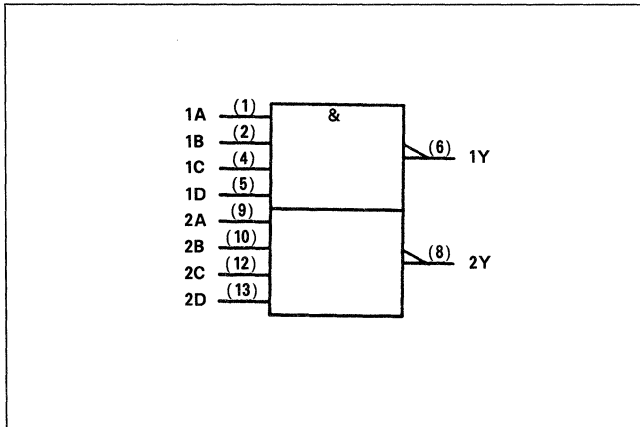 &
1A (1)
1B (2)
1C (4)
1D (5)
2A (9)
2B (10)
2C (12)
2D (13)
(6) 1Y
(8) 2Y